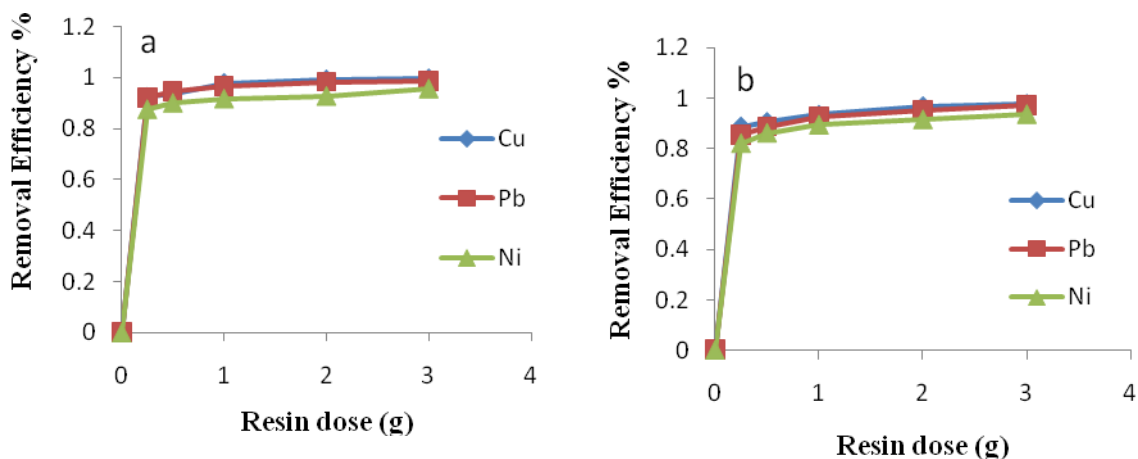 a
Removal Efficiency %
1.2
1
0.8
0.6
0.4
0.2
0
0
1
2
3
4
Resin dose (g)
Cu
Pb
Ni
b
Removal Efficiency %
1.2
1
0.8
0.6
0.4
0.2
0
0
1
2
3
4
Resin dose (g)
Cu
Pb
Ni